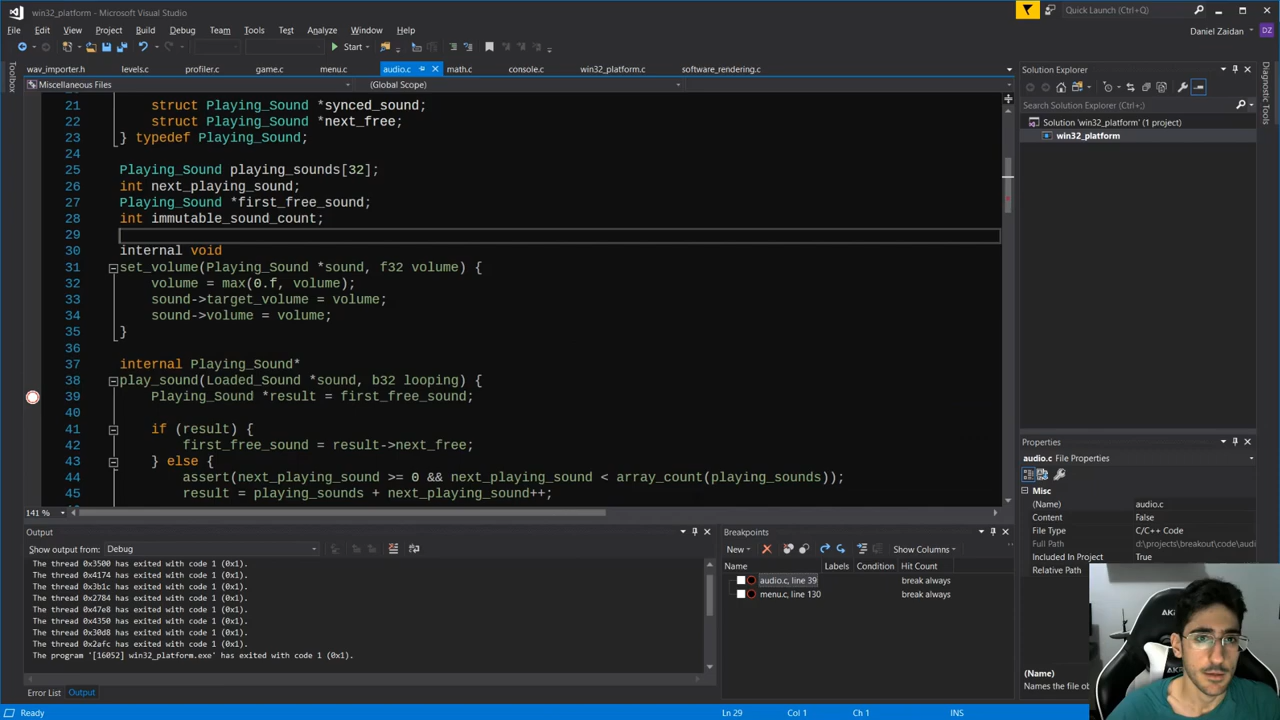 win32_platform - Microsoft Visual Studio
Quick Launch (Ctrl+;)
File Edit View Project Build Debug Team Tools Test Analyze Window Help
Daniel Zaidan DZ
Start
Toolbox
wav_importer.h levels.c profiler.c game.c menu.c audio.c math.c console.c win32_platform.c software_rendering.c
Miscellaneous Files (Global Scope)
21 struct Playing_Sound *synced_sound;
22 struct Playing_Sound *next_free;
23 } typedef Playing_Sound;
24
25 Playing_Sound playing_sounds[32];
26 int next_playing_sound;
27 Playing_Sound *first_free_sound;
28 int immutable_sound_count;
29
30 internal void
31 set_volume(Playing_Sound *sound, f32 volume) {
32 volume = max(0.f, volume);
33 sound->target_volume = volume;
34 sound->volume = volume;
35 }
36
37 internal Playing_Sound*
38 play_sound(Loaded_Sound *sound, b32 looping) {
39 Playing_Sound *result = first_free_sound;
40
41 if (result) {
42 first_free_sound = result->next_free;
43 } else {
44 assert(next_playing_sound >= 0 && next_playing_sound < array_count(playing_sounds));
45 result = playing_sounds + next_playing_sound++;
141 %
Solution Explorer
Search Solution Explorer (Ctrl+;)
Solution 'win32_platform' (1 project)
win32_platform
Diagnostic Tools
Properties
audio.c File Properties
Misc
(Name) audio.c
Content False
File Type C/C++ Code
Full Path d:\projects\breakout\code\audi
Included In Project True
Relative Path
(Name)
Names the file ob
Output
Show output from: Debug
The thread 0x3500 has exited with code 1 (0x1).
The thread 0x4174 has exited with code 1 (0x1).
The thread 0x3b1c has exited with code 1 (0x1).
The thread 0x2784 has exited with code 1 (0x1).
The thread 0x47e8 has exited with code 1 (0x1).
The thread 0x4350 has exited with code 1 (0x1).
The thread 0x30d8 has exited with code 1 (0x1).
The thread 0x2afc has exited with code 1 (0x1).
The program '[16052] win32_platform.exe' has exited with code 1 (0x1).
Breakpoints
New Show Columns
Name Labels Condition Hit Count
audio.c, line 39 break always
menu.c, line 130 break always
Error List Output
Ready Ln 29 Col 1 Ch 1 INS